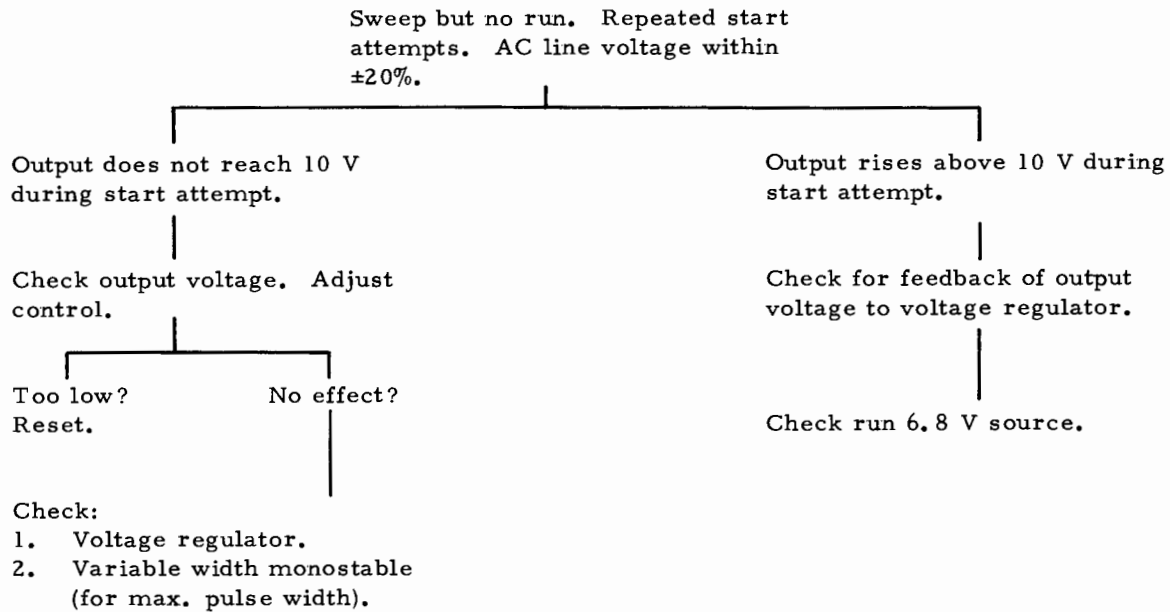 Sweep but no run. Repeated start
attempts. AC line voltage within
±20%.
Output does not reach 10 V
during start attempt.
Check output voltage. Adjust
control.
Too low?
Reset.
No effect?
Check:
1. Voltage regulator.
2. Variable width monostable
(for max. pulse width).
Output rises above 10 V during
start attempt.
Check for feedback of output
voltage to voltage regulator.
Check run 6.8 V source.